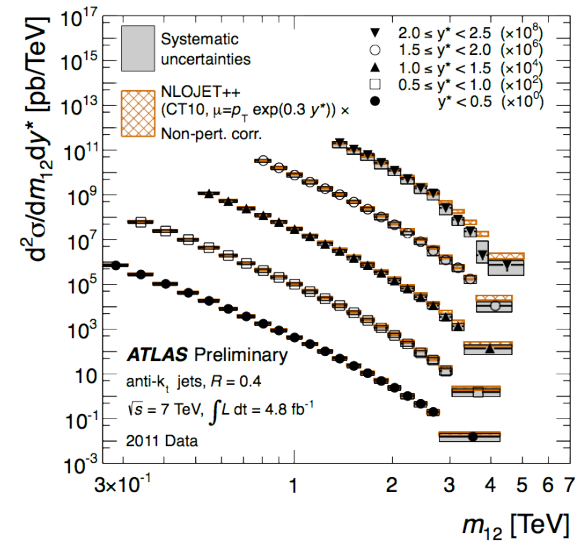 10^17
10^15
10^13
10^11
10^9
10^7
10^5
10^3
10
10^-1
10^-3
d²σ/dm₁₂dy* [pb/TeV]
Systematic
uncertainties
NLOJET++
(CT10, μ=p_T exp(0.3 y*)) ×
Non-pert. corr.
2.0 ≤ y* < 2.5 (×10^8)
1.5 ≤ y* < 2.0 (×10^6)
1.0 ≤ y* < 1.5 (×10^4)
0.5 ≤ y* < 1.0 (×10^2)
y* < 0.5 (×10^0)
ATLAS Preliminary
anti-k_t jets, R = 0.4
√s = 7 TeV, ∫L dt = 4.8 fb^-1
2011 Data
3×10^-1 1 2 3 4 5 6 7
m₁₂ [TeV]